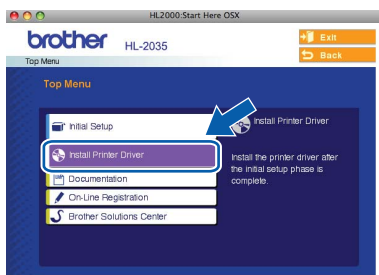 HL2000:Start Here OSX
brother HL-2035
Exit
Back
Top Menu
Top Menu
Initial Setup
Install Printer Driver
Documentation
On-Line Registration
Brother Solutions Center
Install Printer Driver
Install the printer driver after
the initial setup phase is
complete.